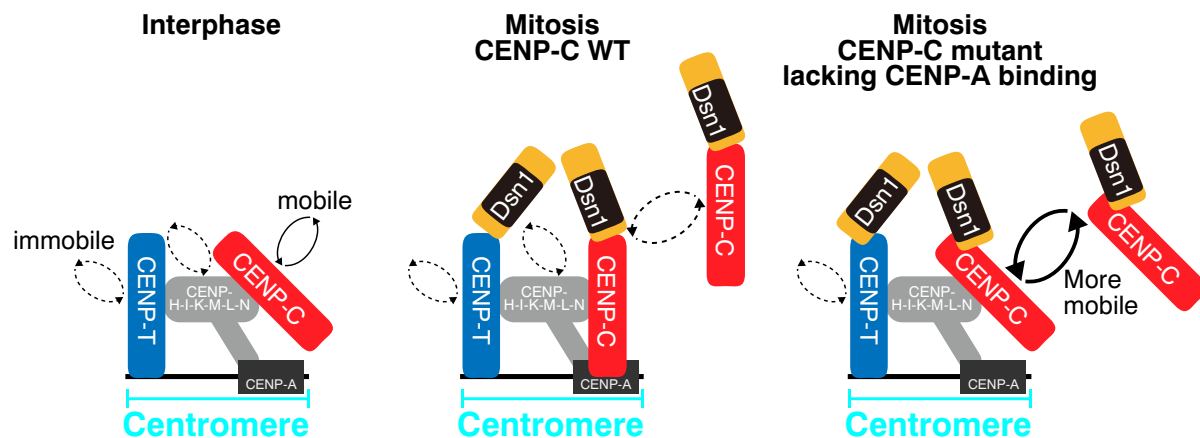 Interphase
immobile
mobile
CENP-T
CENP-
H-I-K-M-L-N
CENP-C
CENP-A
Centromere
Mitosis
CENP-C WT
Dsn1
Dsn1
Dsn1
CENP-T
CENP-
H-I-K-M-L-N
CENP-C
CENP-C
CENP-A
Centromere
Mitosis
CENP-C mutant
lacking CENP-A binding
Dsn1
Dsn1
Dsn1
CENP-T
CENP-
H-I-K-M-L-N
CENP-C
CENP-C
More
mobile
CENP-A
Centromere